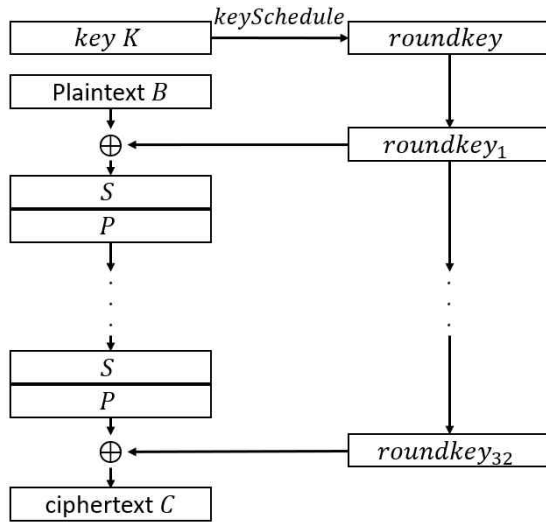 keySchedule
key K
roundkey
Plaintext B
⊕
roundkey₁
S
P
.
.
.
.
.
.
S
P
⊕
roundkey₃₂
ciphertext C